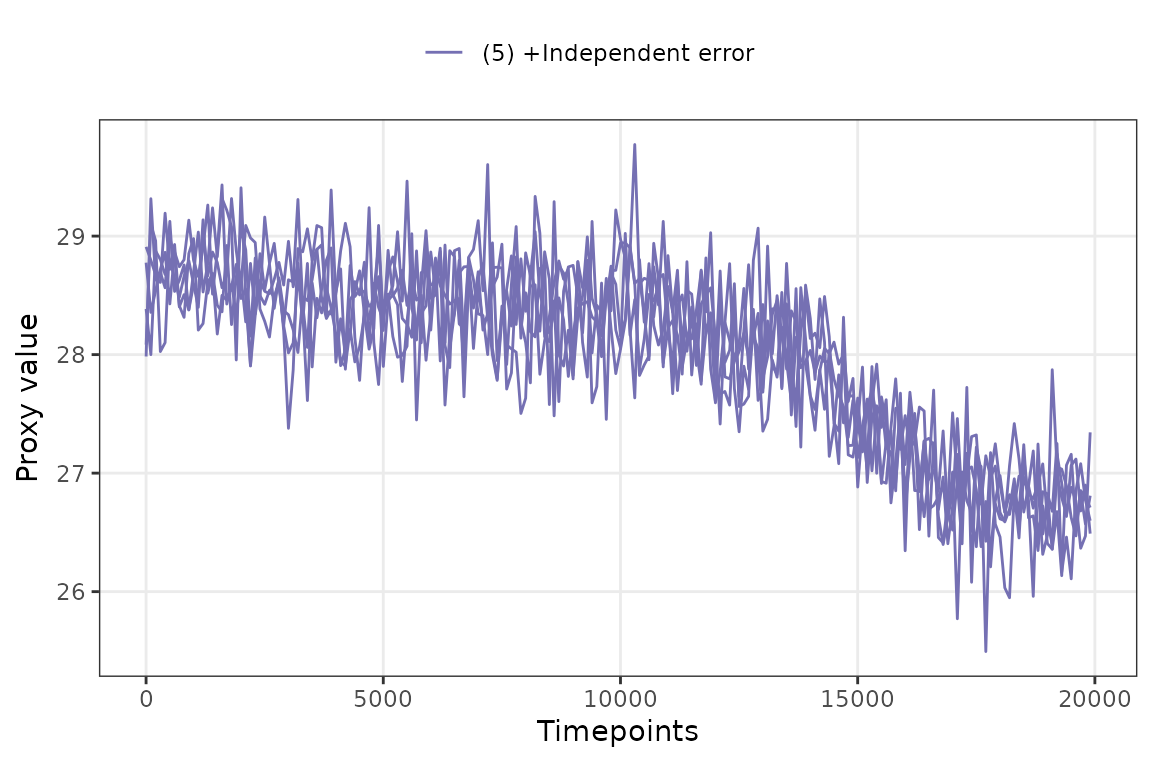 (5) +Independent error
Proxy value
29
28
27
26
0 5000 10000 15000 20000
Timepoints